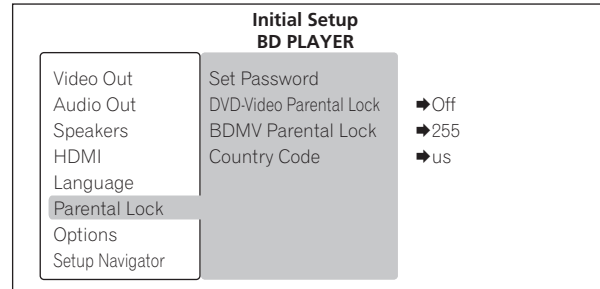 Initial Setup
BD PLAYER
Video Out
Audio Out
Speakers
HDMI
Language
Parental Lock
Options
Setup Navigator
Set Password
DVD-Video Parental Lock ➡Off
BDMV Parental Lock ➡255
Country Code ➡us